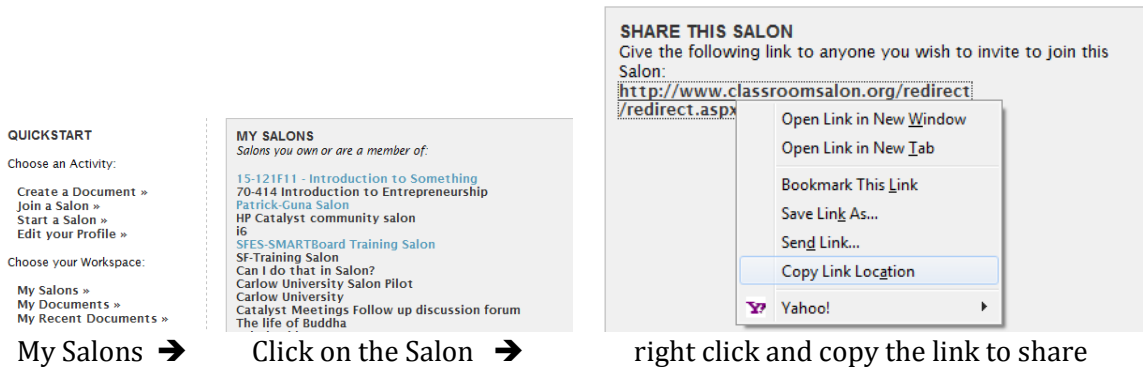 QUICKSTART
Choose an Activity:
Create a Document »
Join a Salon »
Start a Salon »
Edit your Profile »
Choose your Workspace:
My Salons »
My Documents »
My Recent Documents »
MY SALONS
Salons you own or are a member of:
15-121F11 - Introduction to Something
70-414 Introduction to Entrepreneurship
Patrick-Guna Salon
HP Catalyst community salon
i6
SFES-SMARTBoard Training Salon
SF-Training Salon
Can I do that in Salon?
Carlow University Salon Pilot
Carlow University
Catalyst Meetings Follow up discussion forum
The life of Buddha
SHARE THIS SALON
Give the following link to anyone you wish to invite to join this
Salon:
http://www.classroomsalon.org/redirect
/redirect.aspx
Open Link in New Window
Open Link in New Tab
Bookmark This Link
Save Link As...
Send Link...
Copy Link Location
Yahoo!
My Salons ➔ Click on the Salon ➔ right click and copy the link to share